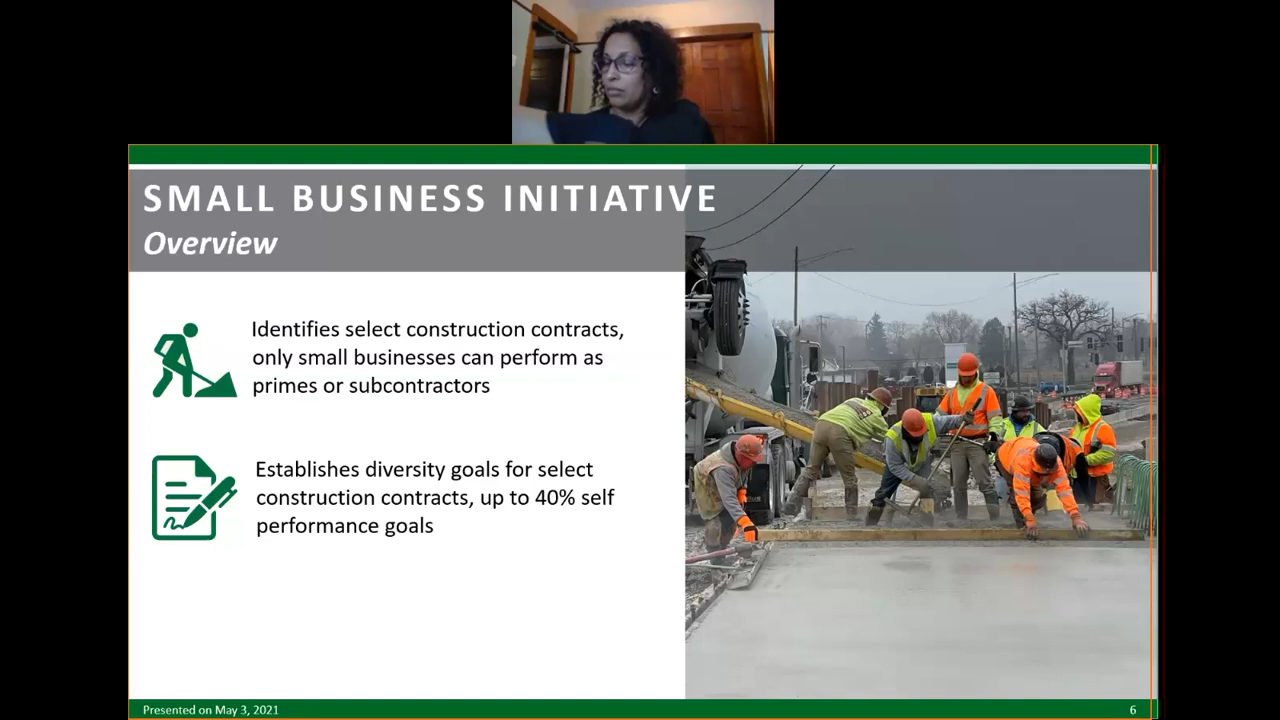 SMALL BUSINESS INITIATIVE
Overview
Identifies select construction contracts,
only small businesses can perform as
primes or subcontractors
Establishes diversity goals for select
construction contracts, up to 40% self
performance goals
Presented on May 3, 2021
6